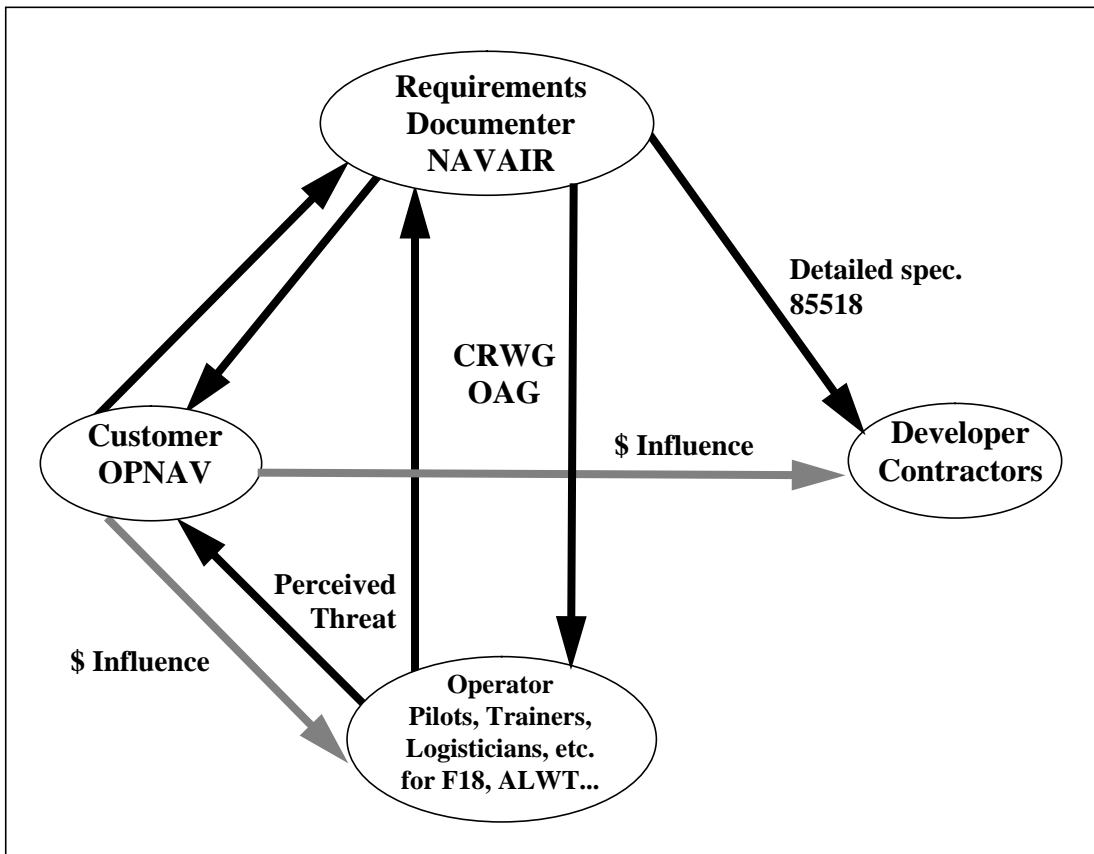 Requirements
Documenter
NAVAIR
Detailed spec.
85518
CRWG
OAG
Customer
OPNAV
$ Influence
Developer
Contractors
Perceived
Threat
$ Influence
Operator
Pilots, Trainers,
Logisticians, etc.
for F18, ALWT...